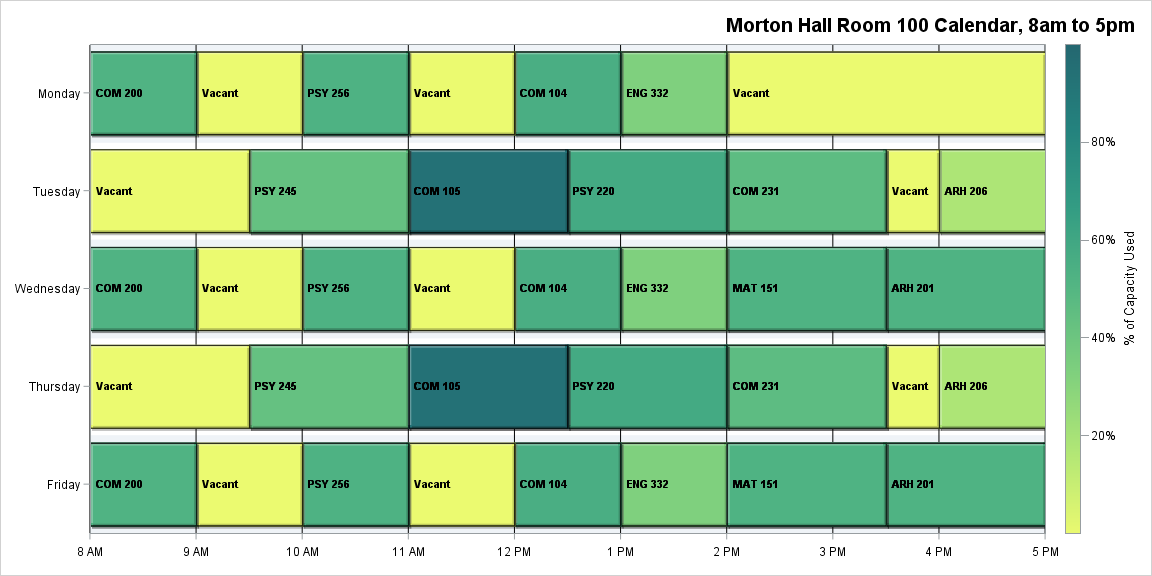 Morton Hall Room 100 Calendar, 8am to 5pm
Monday
COM 200
Vacant
PSY 256
Vacant
COM 104
ENG 332
Vacant
Tuesday
Vacant
PSY 245
COM 105
PSY 220
COM 231
Vacant
ARH 206
Wednesday
COM 200
Vacant
PSY 256
Vacant
COM 104
ENG 332
MAT 151
ARH 201
Thursday
Vacant
PSY 245
COM 105
PSY 220
COM 231
Vacant
ARH 206
Friday
COM 200
Vacant
PSY 256
Vacant
COM 104
ENG 332
MAT 151
ARH 201
8 AM
9 AM
10 AM
11 AM
12 PM
1 PM
2 PM
3 PM
4 PM
5 PM
80%
60%
40%
20%
% of Capacity Used